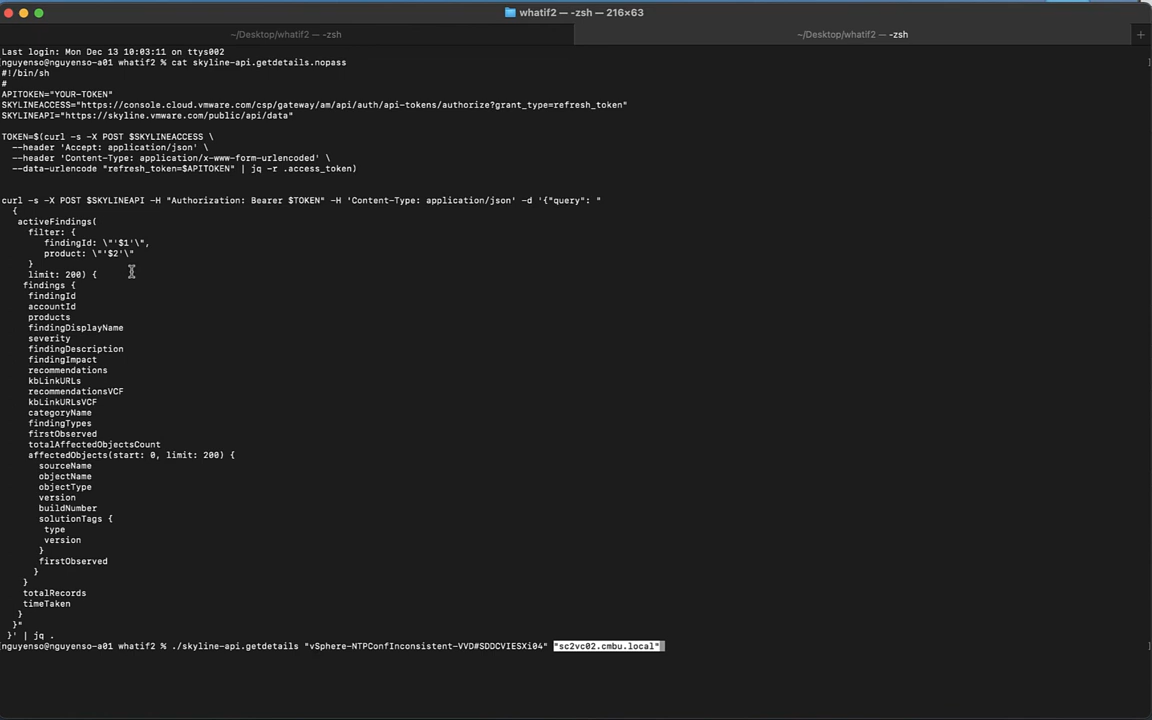 whatif2 — -zsh — 216×63
~/Desktop/whatif2 — -zsh
~/Desktop/whatif2 — -zsh
Last login: Mon Dec 13 10:03:11 on ttys002
[nguyenso@nguyenso-a01 whatif2 % cat skyline-api.getdetails.nopass ]
#!/bin/sh
#
APITOKEN="YOUR-TOKEN"
SKYLINEACCESS="https://console.cloud.vmware.com/csp/gateway/am/api/auth/api-tokens/authorize?grant_type=refresh_token"
SKYLINEAPI="https://skyline.vmware.com/public/api/data"
TOKEN=$(curl -s -X POST $SKYLINEACCESS \
--header 'Accept: application/json' \
--header 'Content-Type: application/x-www-form-urlencoded' \
--data-urlencode "refresh_token=$APITOKEN" | jq -r .access_token)
curl -s -X POST $SKYLINEAPI -H "Authorization: Bearer $TOKEN" -H 'Content-Type: application/json' -d '{"query": "
{
activeFindings(
filter: {
findingId: \"'$1'\",
product: \"'$2'\"
}
limit: 200) {
findings {
findingId
accountId
products
findingDisplayName
severity
findingDescription
findingImpact
recommendations
kbLinkURLs
recommendationsVCF
kbLinkURLsVCF
categoryName
findingTypes
firstObserved
totalAffectedObjectsCount
affectedObjects(start: 0, limit: 200) {
sourceName
objectName
objectType
version
buildNumber
solutionTags {
type
version
}
firstObserved
}
}
totalRecords
timeTaken
}
}"
}' | jq .
[nguyenso@nguyenso-a01 whatif2 % ./skyline-api.getdetails "vSphere-NTPConfInconsistent-VVD#SDDCVIESXi04" "sc2vc02.cmbu.local" ]